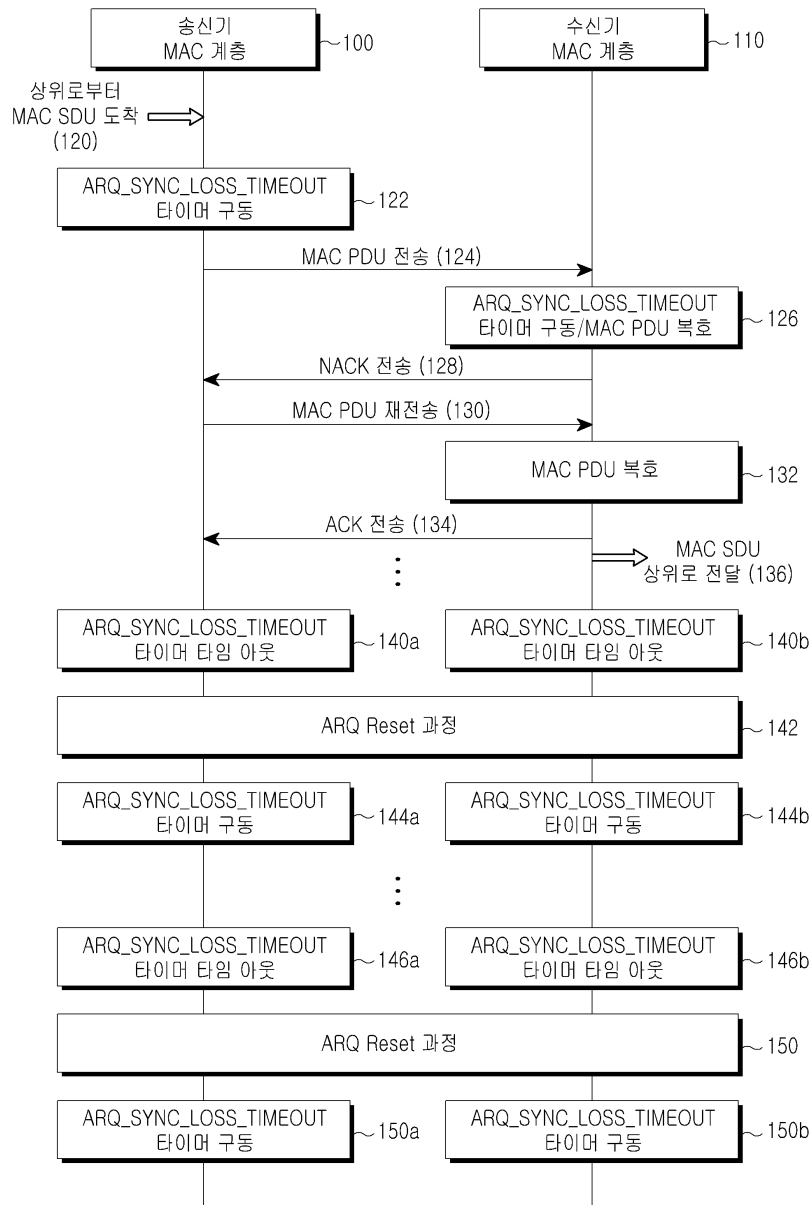 송신기
MAC 계층
100
수신기
MAC 계층
110
상위로부터
MAC SDU 도착
(120)
ARQ_SYNC_LOSS_TIMEOUT
타이머 구동
122
MAC PDU 전송 (124)
ARQ_SYNC_LOSS_TIMEOUT
타이머 구동/MAC PDU 복호
126
NACK 전송 (128)
MAC PDU 재전송 (130)
MAC PDU 복호
132
ACK 전송 (134)
MAC SDU
상위로 전달 (136)
ARQ_SYNC_LOSS_TIMEOUT
타이머 타임 아웃
140a
ARQ_SYNC_LOSS_TIMEOUT
타이머 타임 아웃
140b
ARQ Reset 과정
142
ARQ_SYNC_LOSS_TIMEOUT
타이머 구동
144a
ARQ_SYNC_LOSS_TIMEOUT
타이머 구동
144b
ARQ_SYNC_LOSS_TIMEOUT
타이머 타임 아웃
146a
ARQ_SYNC_LOSS_TIMEOUT
타이머 타임 아웃
146b
ARQ Reset 과정
150
ARQ_SYNC_LOSS_TIMEOUT
타이머 구동
150a
ARQ_SYNC_LOSS_TIMEOUT
타이머 구동
150b